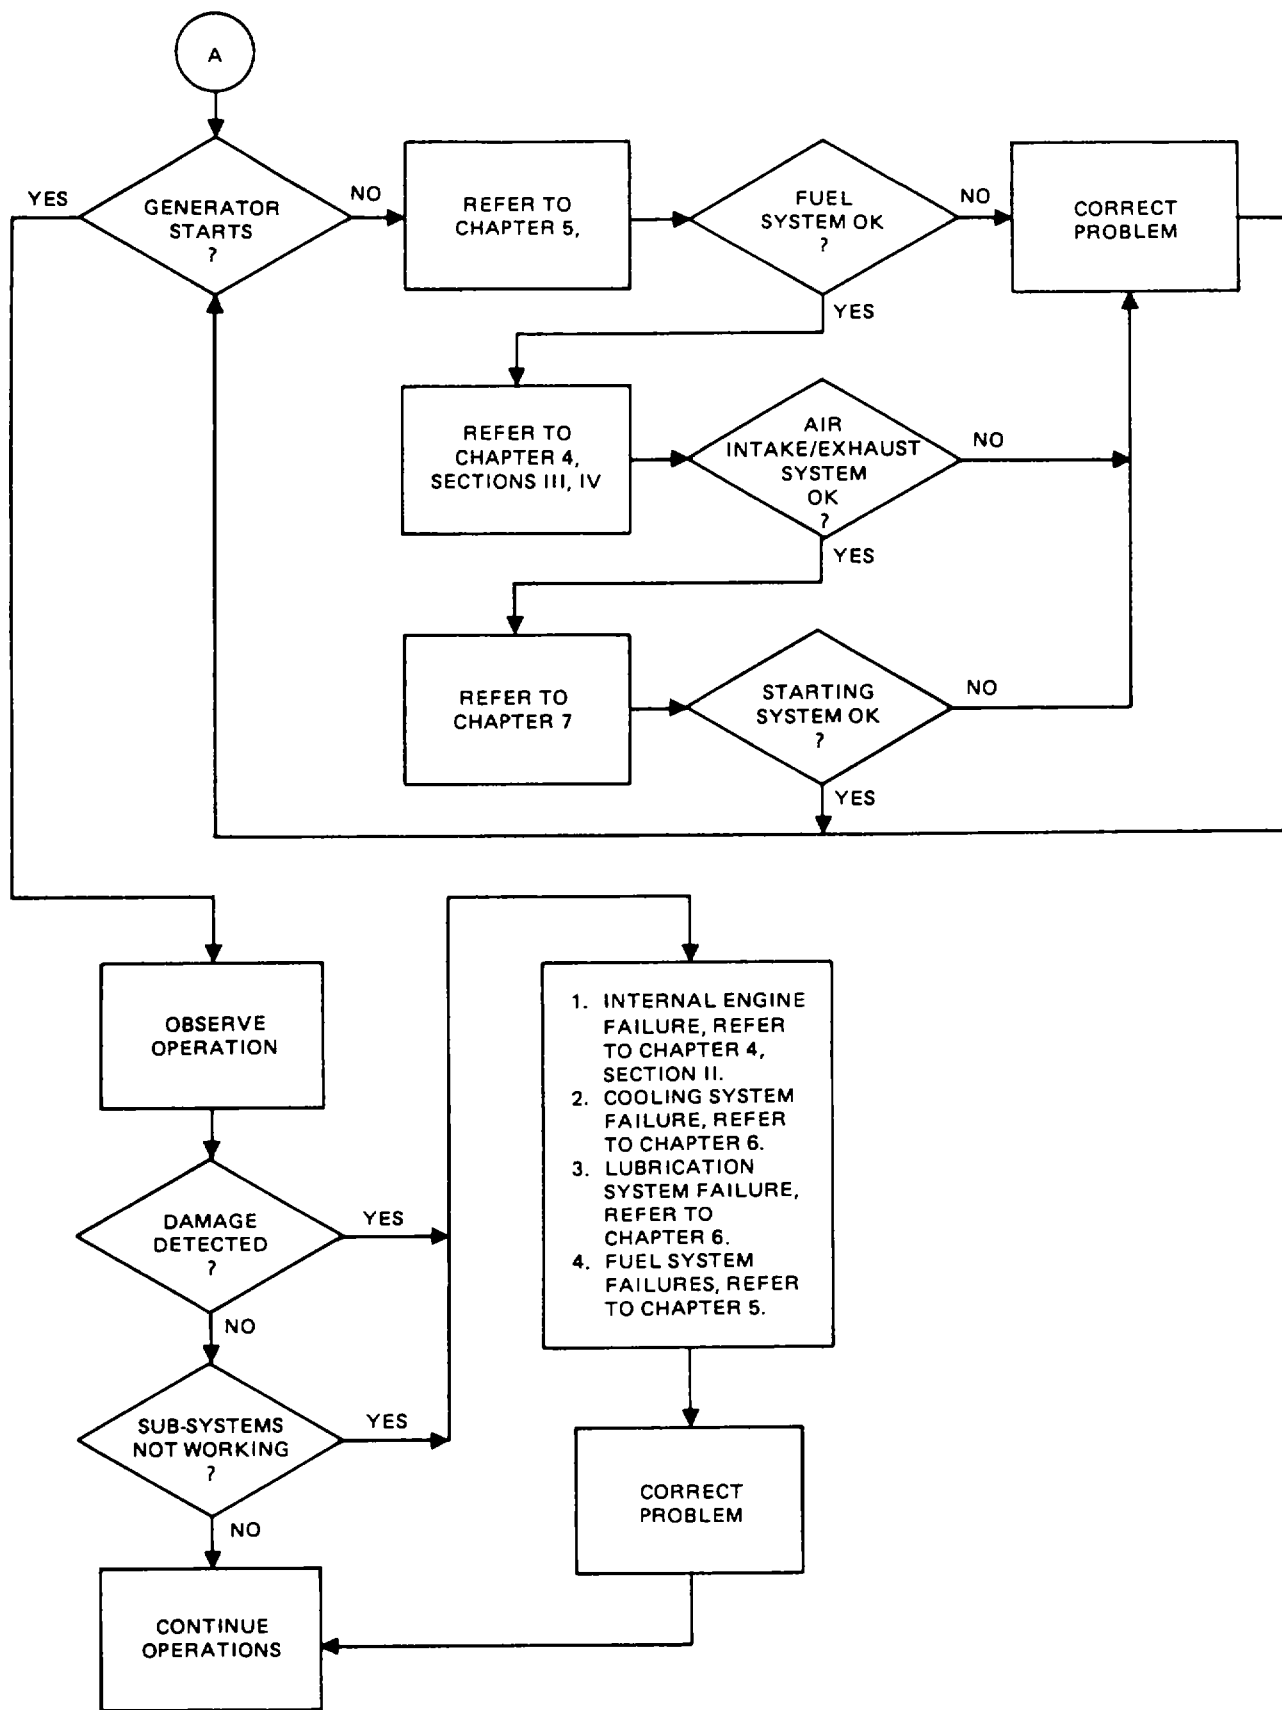 A
YES
GENERATOR
STARTS
?
NO
REFER TO
CHAPTER 5,
FUEL
SYSTEM OK
?
NO
CORRECT
PROBLEM
YES
REFER TO
CHAPTER 4,
SECTIONS III, IV
AIR
INTAKE/EXHAUST
SYSTEM
OK
?
NO
YES
REFER TO
CHAPTER 7
STARTING
SYSTEM OK
?
NO
YES
OBSERVE
OPERATION
DAMAGE
DETECTED
?
YES
NO
SUB-SYSTEMS
NOT WORKING
?
YES
NO
CONTINUE
OPERATIONS
1. INTERNAL ENGINE
FAILURE, REFER
TO CHAPTER 4,
SECTION II.
2. COOLING SYSTEM
FAILURE, REFER
TO CHAPTER 6.
3. LUBRICATION
SYSTEM FAILURE,
REFER TO
CHAPTER 6.
4. FUEL SYSTEM
FAILURES, REFER
TO CHAPTER 5.
CORRECT
PROBLEM